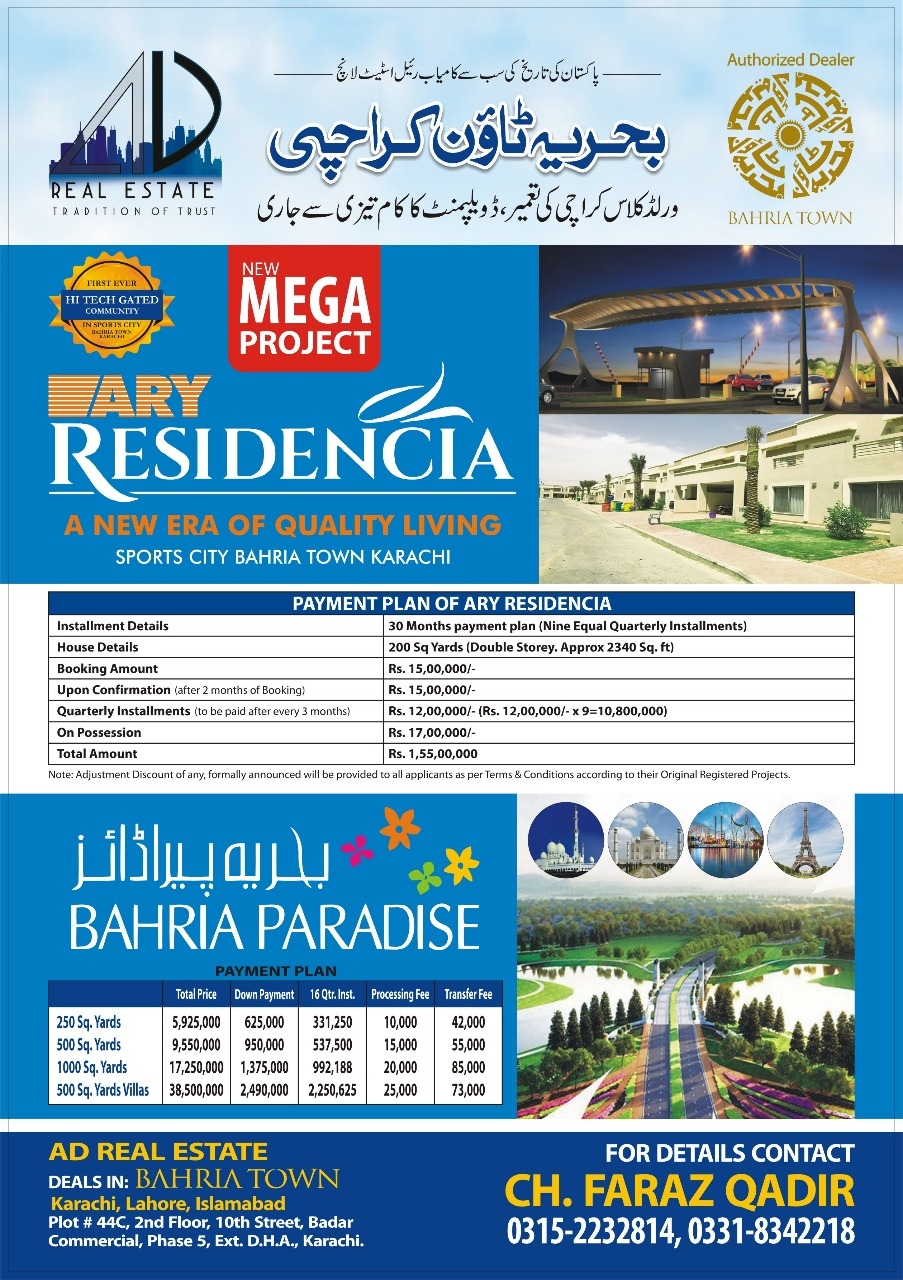 AD
REAL ESTATE
TRADITION OF TRUST
پاکستان کی تاریخ کی سب سے کامیاب رئیل اسٹیٹ لانچ
بحریہ ٹاؤن کراچی
ورلڈ کلاس کراچی کی تعمیر، ڈویلپمنٹ کا کام تیزی سے جاری
Authorized Dealer
BAHRIA TOWN
FIRST EVER
HI TECH GATED
COMMUNITY
IN SPORTS CITY
BAHRIA TOWN
KARACHI
NEW
MEGA
PROJECT
ARY
RESIDENCIA
A NEW ERA OF QUALITY LIVING
SPORTS CITY BAHRIA TOWN KARACHI
PAYMENT PLAN OF ARY RESIDENCIA
Installment Details 30 Months payment plan (Nine Equal Quarterly Installments)
House Details 200 Sq Yards (Double Storey. Approx 2340 Sq. ft)
Booking Amount Rs. 15,00,000/-
Upon Confirmation (after 2 months of Booking) Rs. 15,00,000/-
Quarterly Installments (to be paid after every 3 months) Rs. 12,00,000/- (Rs. 12,00,000/- x 9=10,800,000)
On Possession Rs. 17,00,000/-
Total Amount Rs. 1,55,00,000
Note: Adjustment Discount of any, formally announced will be provided to all applicants as per Terms & Conditions according to their Original Registered Projects.
بحریہ پیراڈائز
BAHRIA PARADISE
PAYMENT PLAN
Total Price Down Payment 16 Qtr. Inst. Processing Fee Transfer Fee
250 Sq. Yards 5,925,000 625,000 331,250 10,000 42,000
500 Sq. Yards 9,550,000 950,000 537,500 15,000 55,000
1000 Sq. Yards 17,250,000 1,375,000 992,188 20,000 85,000
500 Sq. Yards Villas 38,500,000 2,490,000 2,250,625 25,000 73,000
AD REAL ESTATE
DEALS IN: BAHRIA TOWN
Karachi, Lahore, Islamabad
Plot # 44C, 2nd Floor, 10th Street, Badar
Commercial, Phase 5, Ext. D.H.A., Karachi.
FOR DETAILS CONTACT
CH. FARAZ QADIR
0315-2232814, 0331-8342218